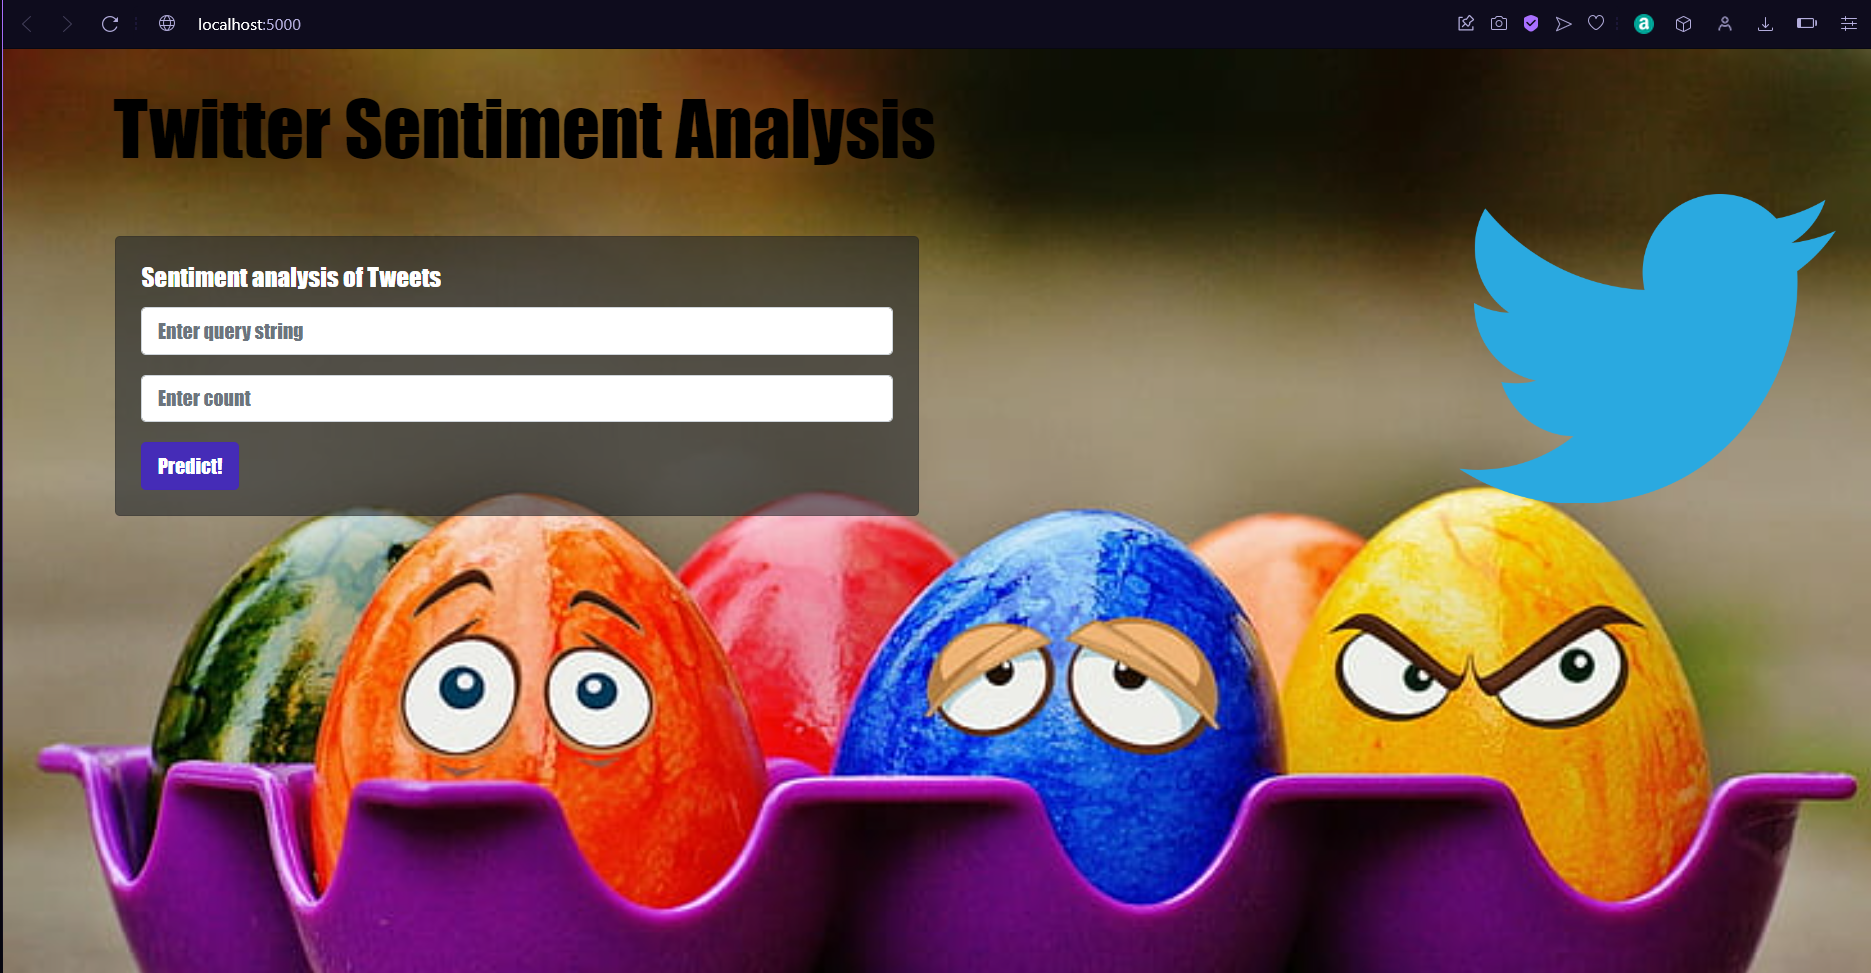 localhost:5000
a
Twitter Sentiment Analysis
Sentiment analysis of Tweets
Enter query string
Enter count
Predict!